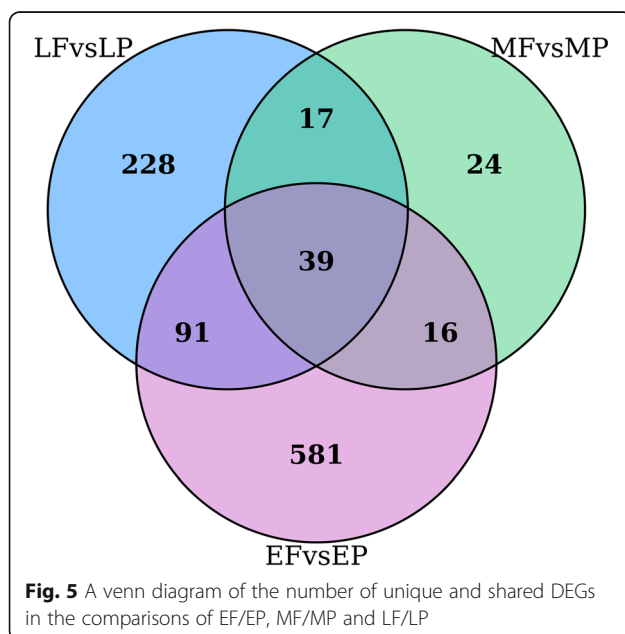 LFvsLP
MFvsMP
17
228
24
39
91
16
581
EFvsEP
Fig. 5 A venn diagram of the number of unique and shared DEGs
in the comparisons of EF/EP, MF/MP and LF/LP